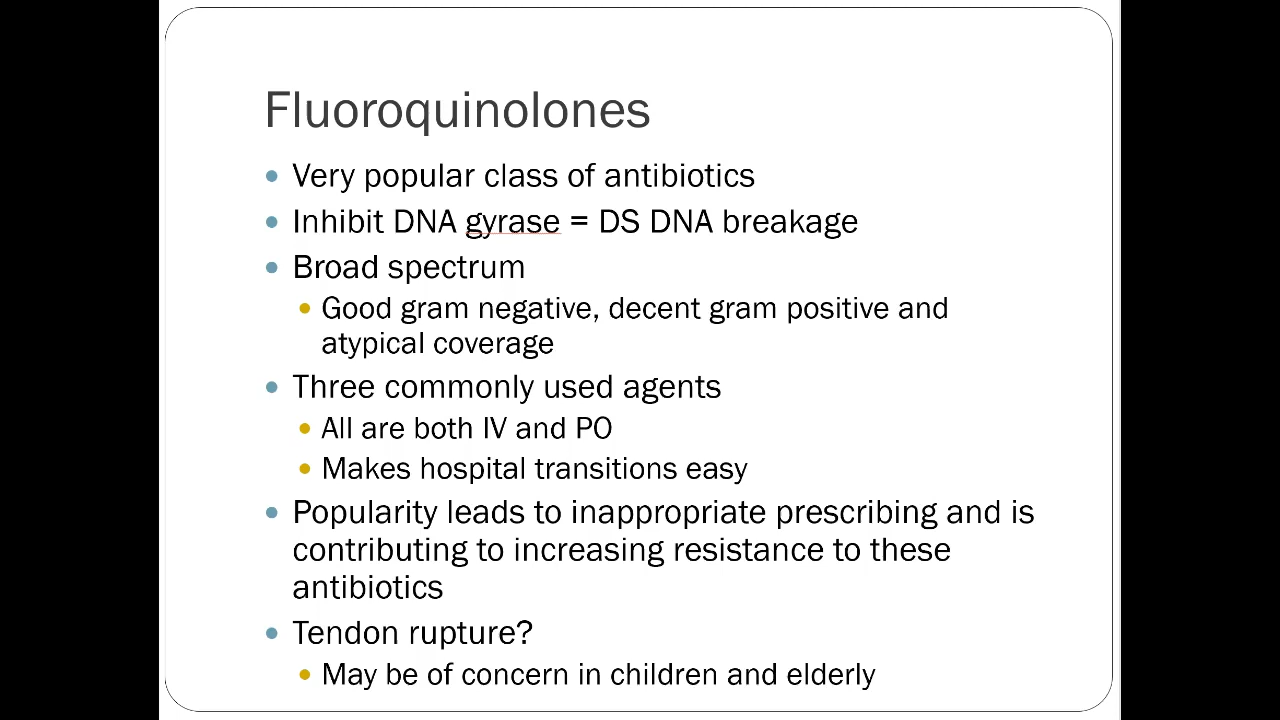 Fluoroquinolones
Very popular class of antibiotics
Inhibit DNA gyrase = DS DNA breakage
Broad spectrum
Good gram negative, decent gram positive and
atypical coverage
Three commonly used agents
All are both IV and PO
Makes hospital transitions easy
Popularity leads to inappropriate prescribing and is
contributing to increasing resistance to these
antibiotics
Tendon rupture?
May be of concern in children and elderly